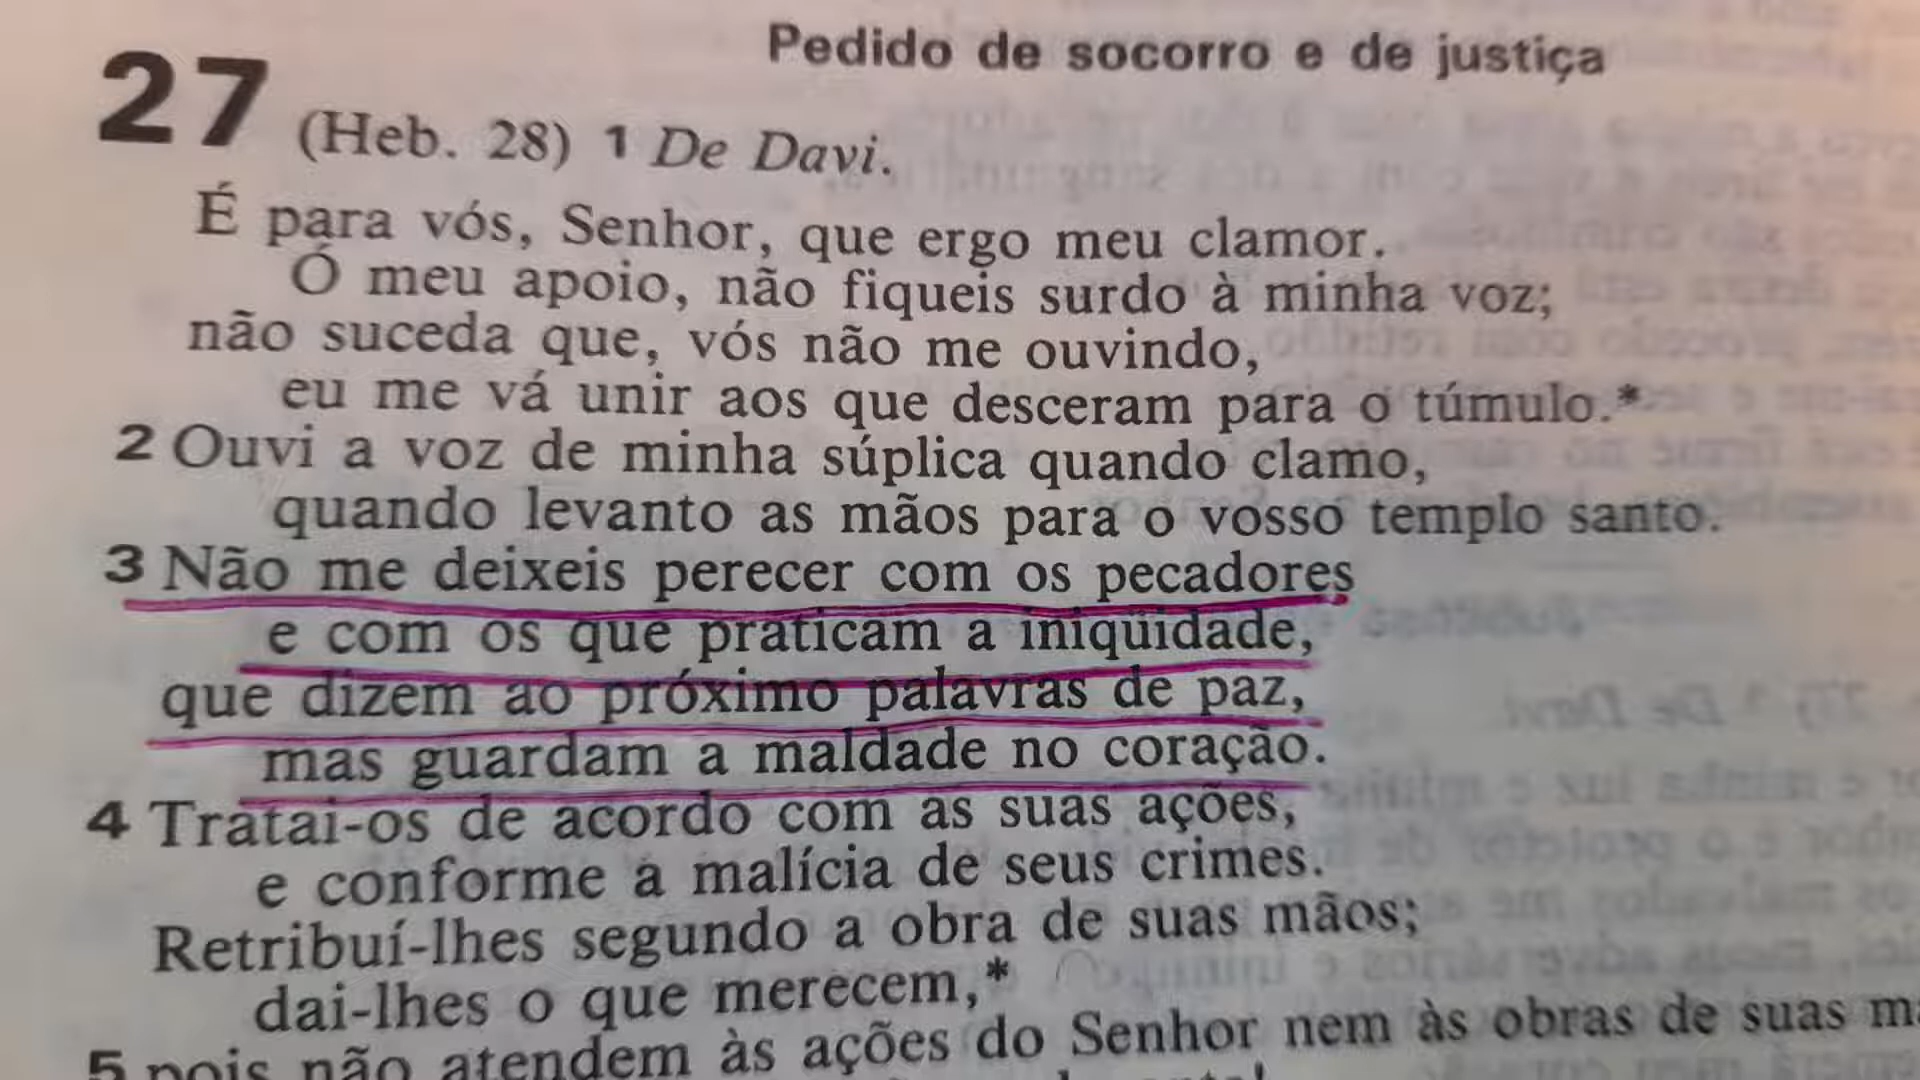 Pedido de socorro e de justiça
27 (Heb. 28) 1 De Davi.
É para vós, Senhor, que ergo meu clamor.
Ó meu apoio, não fiqueis surdo à minha voz;
não suceda que, vós não me ouvindo,
eu me vá unir aos que desceram para o túmulo.*
2 Ouvi a voz de minha súplica quando clamo,
quando levanto as mãos para o vosso templo santo.
3 Não me deixeis perecer com os pecadores
e com os que praticam a iniqüidade,
que dizem ao próximo palavras de paz,
mas guardam a maldade no coração.
4 Tratai-os de acordo com as suas ações,
e conforme a malícia de seus crimes.
Retribuí-lhes segundo a obra de suas mãos;
dai-lhes o que merecem,*
5 pois não atendem às ações do Senhor nem às obras de suas